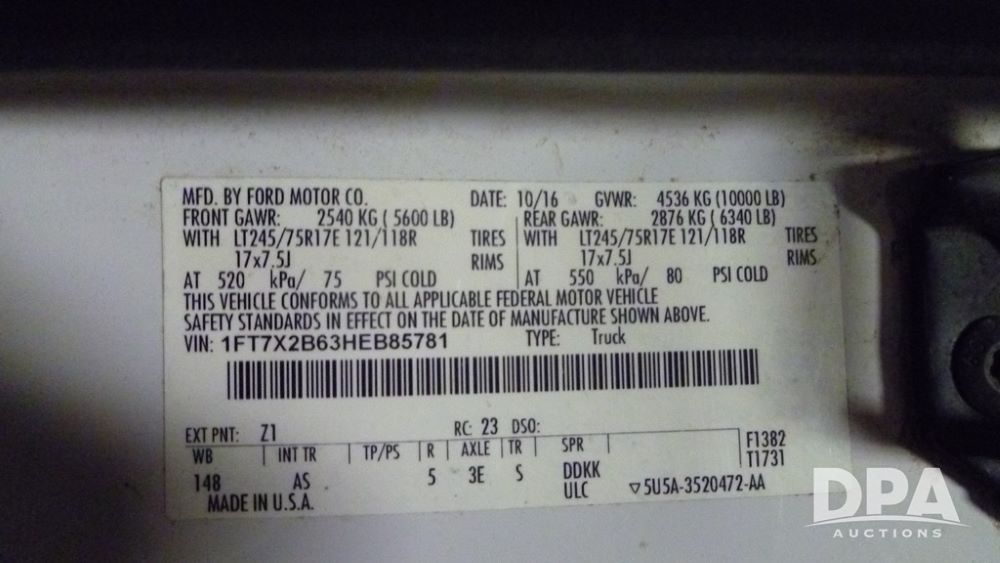 MFD. BY FORD MOTOR CO. DATE: 10/16 GVWR: 4536 KG (10000 LB)
FRONT GAWR: 2540 KG ( 5600 LB) REAR GAWR: 2876 KG ( 6340 LB)
WITH LT245/75R17E 121/118R TIRES WITH LT245/75R17E 121/118R TIRES
17x7.5J RIMS 17x7.5J RIMS
AT 520 kPa/ 75 PSI COLD AT 550 kPa/ 80 PSI COLD
THIS VEHICLE CONFORMS TO ALL APPLICABLE FEDERAL MOTOR VEHICLE
SAFETY STANDARDS IN EFFECT ON THE DATE OF MANUFACTURE SHOWN ABOVE.
VIN: 1FT7X2B63HEB85781 TYPE: Truck
EXT PNT: Z1 RC: 23 DSO:
WB INT TR TP/PS R AXLE TR SPR F1382
T1731
148 AS 5 3E S DDKK
ULC ▽5U5A-3520472-AA
MADE IN U.S.A.
DPA
AUCTIONS